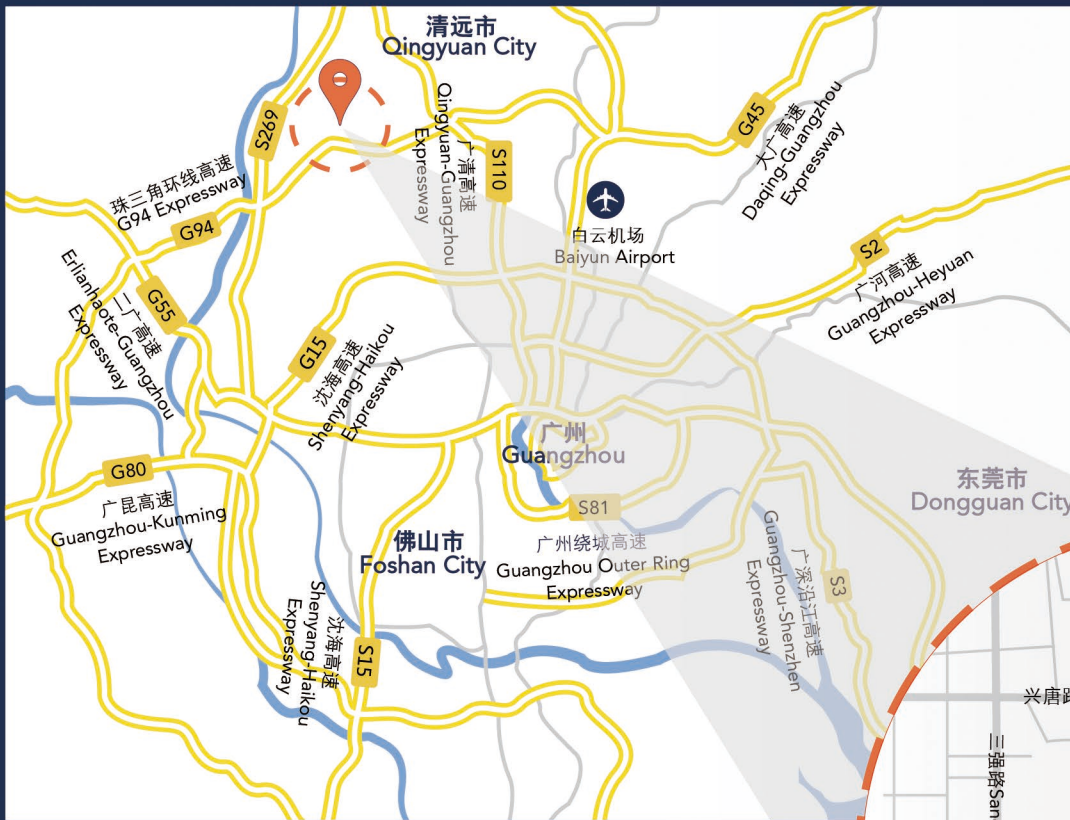 清远市
Qingyuan City
S269
G45
大广高速
Daqing-Guangzhou
Expressway
S110
广清高速
Qingyuan-Guangzhou
Expressway
珠三角环线高速
G94 Expressway
G94
白云机场
Baiyun Airport
S2
广河高速
Guangzhou-Heyuan
Expressway
G55
二广高速
Erlianhaote-Guangzhou
Expressway
G15
沈海高速
Shenyang-Haikou
Expressway
广州
Guangzhou
G80
广昆高速
Guangzhou-Kunming
Expressway
东莞市
Dongguan City
S81
广州绕城高速
Guangzhou Outer Ring
Expressway
佛山市
Foshan City
广深沿江高速
Guangzhou-Shenzhen
Expressway
S3
沈海高速
Shenyang-Haikou
Expressway
S15
兴唐路
三强路San